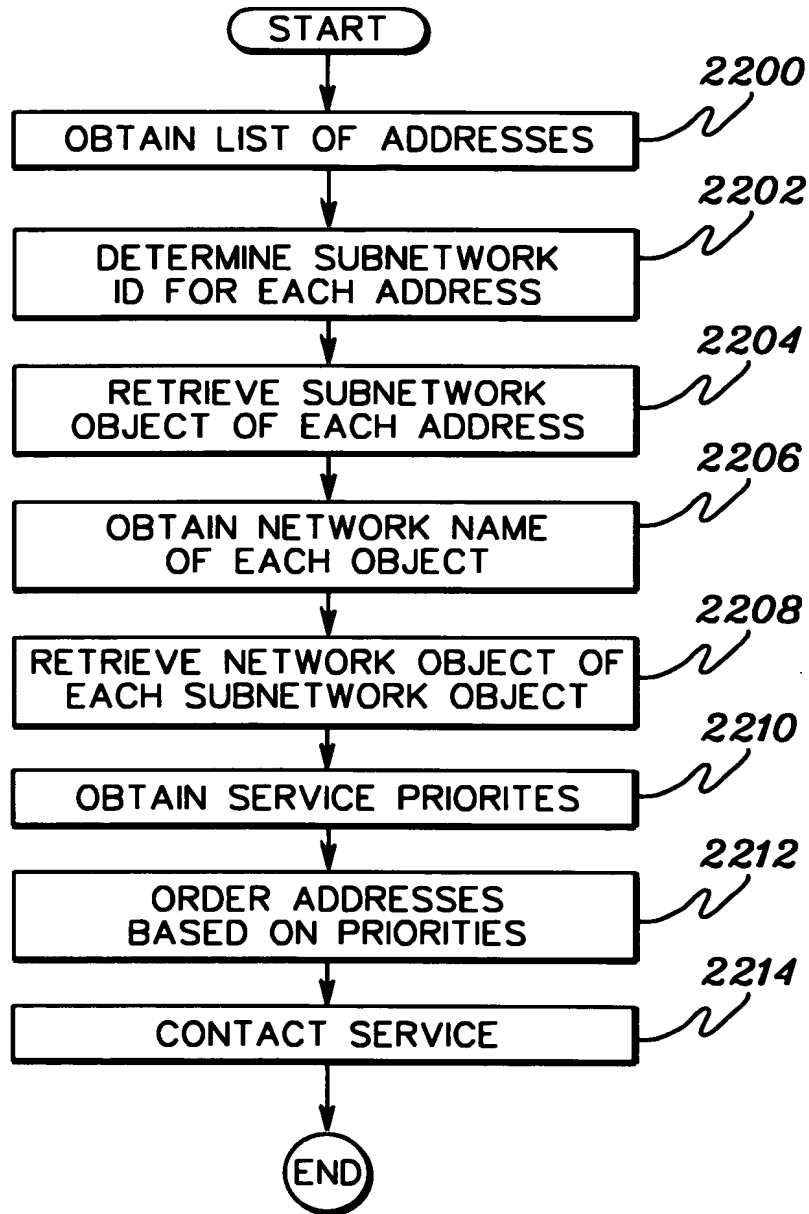 START
2200
OBTAIN LIST OF ADDRESSES
2202
DETERMINE SUBNETWORK
ID FOR EACH ADDRESS
2204
RETRIEVE SUBNETWORK
OBJECT OF EACH ADDRESS
2206
OBTAIN NETWORK NAME
OF EACH OBJECT
2208
RETRIEVE NETWORK OBJECT OF
EACH SUBNETWORK OBJECT
2210
OBTAIN SERVICE PRIORITES
2212
ORDER ADDRESSES
BASED ON PRIORITIES
2214
CONTACT SERVICE
END